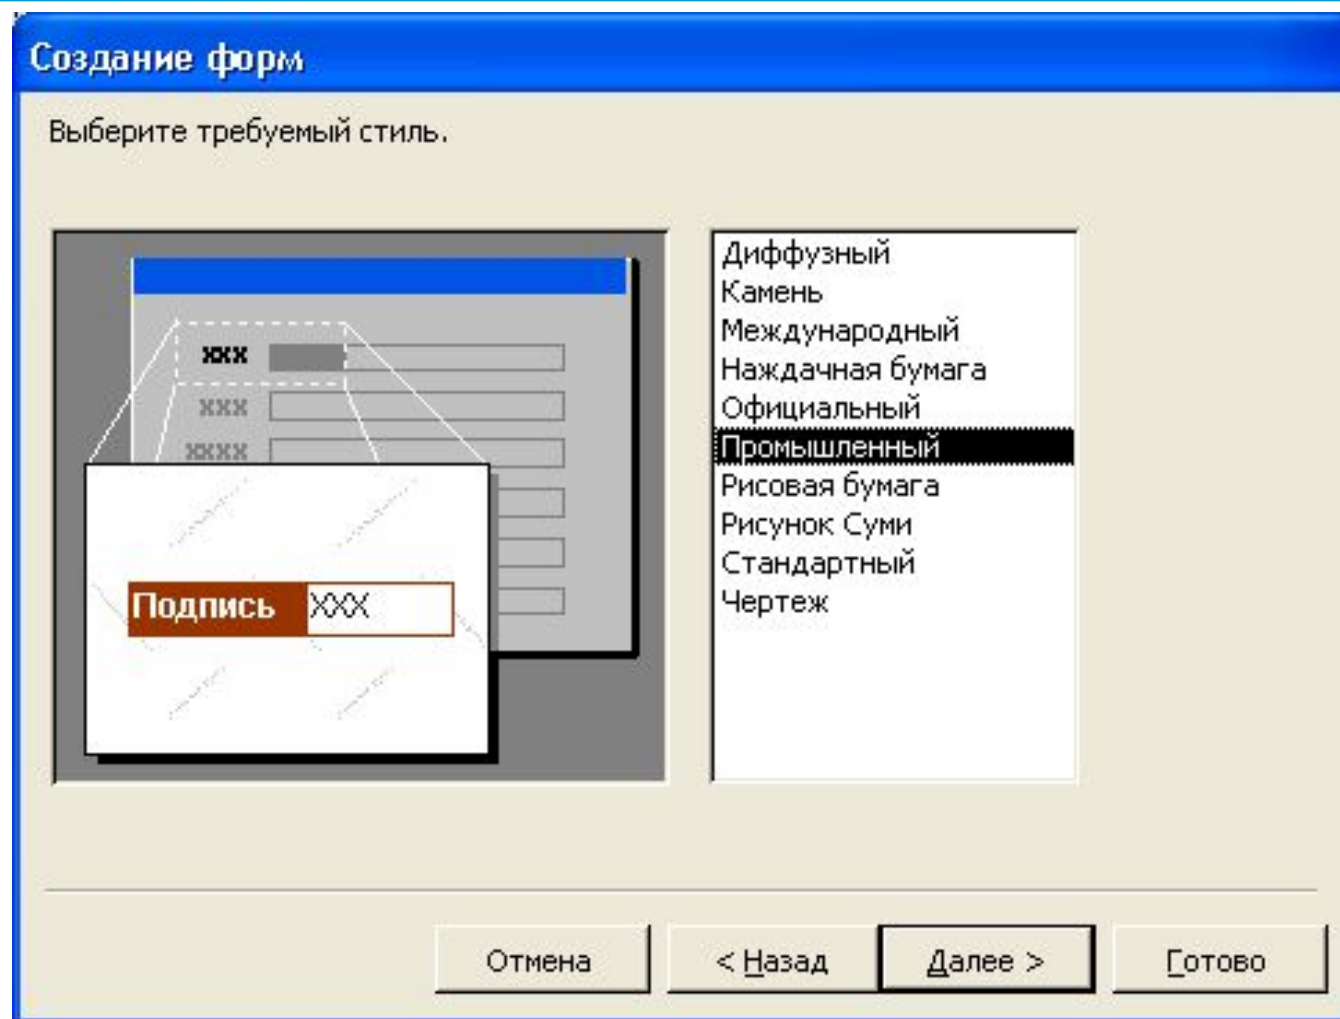 Создание форм
Выберите требуемый стиль.
xxx
xxx
xxxx
Подпись XXX
Диффузный
Камень
Международный
Наждачная бумага
Официальный
Промышленный
Рисовая бумага
Рисунок Суми
Стандартный
Чертеж
Отмена < Назад Далее > Готово